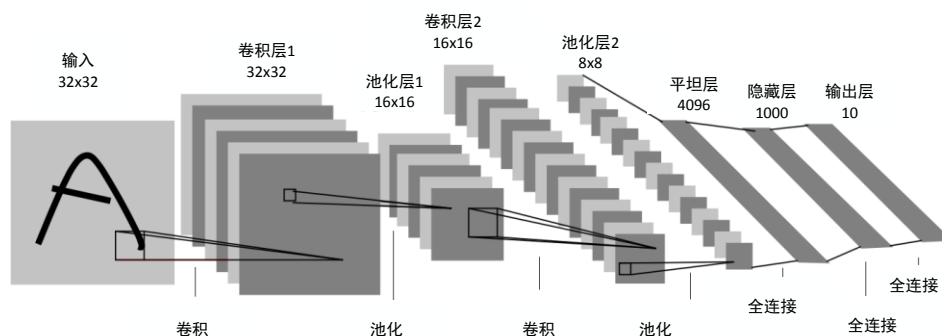 输入
32x32
卷积层1
32x32
池化层1
16x16
卷积层2
16x16
池化层2
8x8
平坦层
4096
隐藏层
1000
输出层
10
卷积
池化
卷积
池化
全连接
全连接
全连接